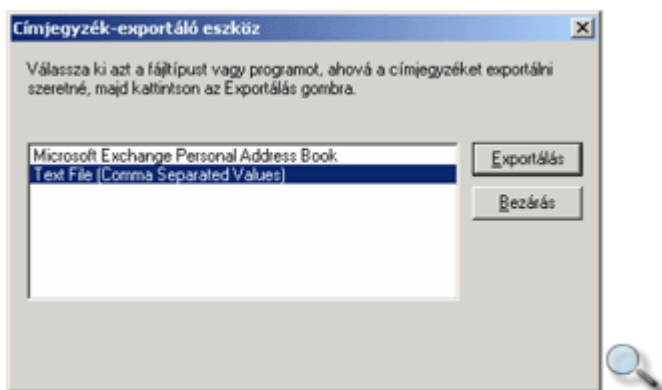 Címjegyzék-exportáló eszköz
Válassza ki azt a fájltípust vagy programot, ahová a címjegyzéket exportálni
szeretné, majd kattintson az Exportálás gombra.
Microsoft Exchange Personal Address Book
Text File (Comma Separated Values)
Exportálás
Bezárás